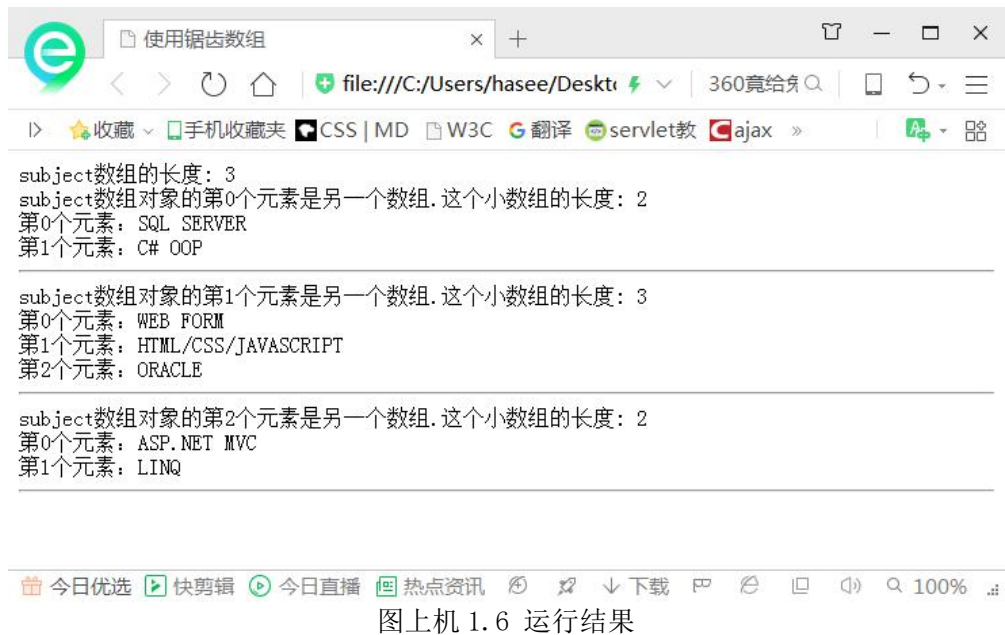 使用锯齿数组
file:///C:/Users/hasee/Deskt
360竟给
收藏 手机收藏夹 CSS | MD W3C G 翻译 servlet教 ajax »
subject数组的长度: 3
subject数组对象的第0个元素是另一个数组.这个小数组的长度: 2
第0个元素: SQL SERVER
第1个元素: C# OOP
subject数组对象的第1个元素是另一个数组.这个小数组的长度: 3
第0个元素: WEB FORM
第1个元素: HTML/CSS/JAVASCRIPT
第2个元素: ORACLE
subject数组对象的第2个元素是另一个数组.这个小数组的长度: 2
第0个元素: ASP.NET MVC
第1个元素: LINQ
今日优选 快剪辑 今日直播 热点资讯 下载 100%
图上机 1.6 运行结果